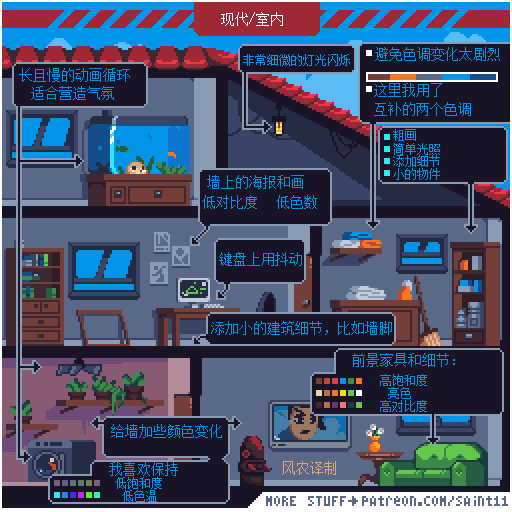 现代/室内
长且慢的动画循环
适合营造气氛
非常细微的灯光闪烁
避免色调变化太剧烈
这里我用了
互补的两个色调
粗画
简单光照
添加细节
小的物件
墙上的海报和画
低对比度 低色数
键盘上用抖动
添加小的建筑细节，比如墙脚
前景家具和细节：
高饱和度
亮色
高对比度
给墙加些颜色变化
我喜欢保持
低饱和度
低色温
风农译制
MORE STUFF→PATREON.COM/SAINT11